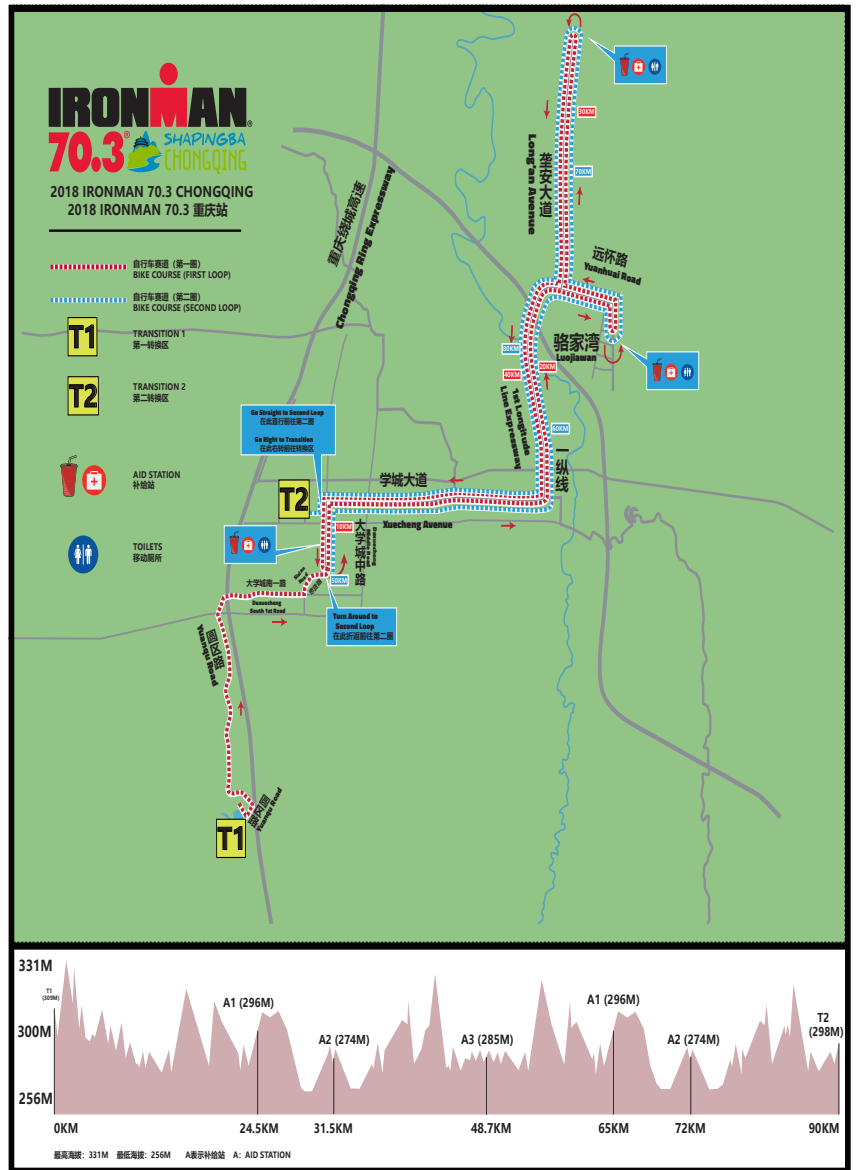 IRONMAN®
70.3® SHAPINGBA
CHONGQING
2018 IRONMAN 70.3 CHONGQING
2018 IRONMAN 70.3 重庆站
自行车赛道（第一圈）
BIKE COURSE (FIRST LOOP)
自行车赛道（第二圈）
BIKE COURSE (SECOND LOOP)
T1
TRANSITION 1
第一转换区
T2
TRANSITION 2
第二转换区
AID STATION
补给站
TOILETS
移动厕所
重庆绕城高速
Chongqing Ring Expressway
30KM
垄安大道
Long'an Avenue
70KM
远怀路
Yuanhuai Road
骆家湾
Luojiawan
80KM
20KM
40KM
1st Longitude
Line Expressway
60KM
一纵线
Go Straight to Second Loop
在此直行前往第二圈
Go Right to Transition
在此右转前往转换区
学城大道
T2
Xuecheng Avenue
10KM
大学城中路
50KM
大学城南一路
Daxuecheng
South 1st Road
Turn Around to
Second Loop
在此折返前往第二圈
园区路
Yuanqu Road
园区路
Yuanqu Road
T1
331M
300M
256M
T1
(309M)
A1 (296M)
A2 (274M)
A3 (285M)
A1 (296M)
A2 (274M)
T2
(298M)
0KM
24.5KM
31.5KM
48.7KM
65KM
72KM
90KM
最高海拔：331M 最低海拔：256M A表示补给站 A：AID STATION